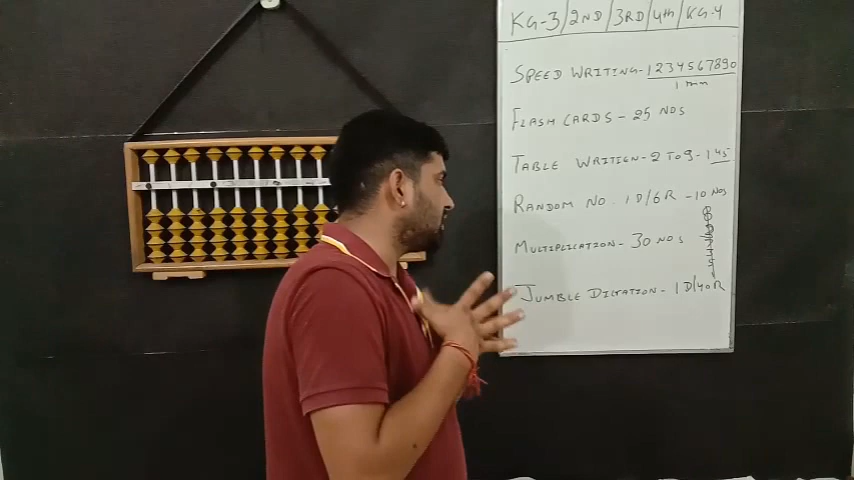 KG-3/2ND/3RD/4th/KG-4
SPEED WRITING-1234567890
1 min
FLASH CARDS - 25 NOS
TABLE WRITIGN-2 TO 9-1 45
RANDOM NO. 1D/6R -10 NOS
MULTIPLICATION- 30 NOS
JUMBLE DICTATION- 1D/40R